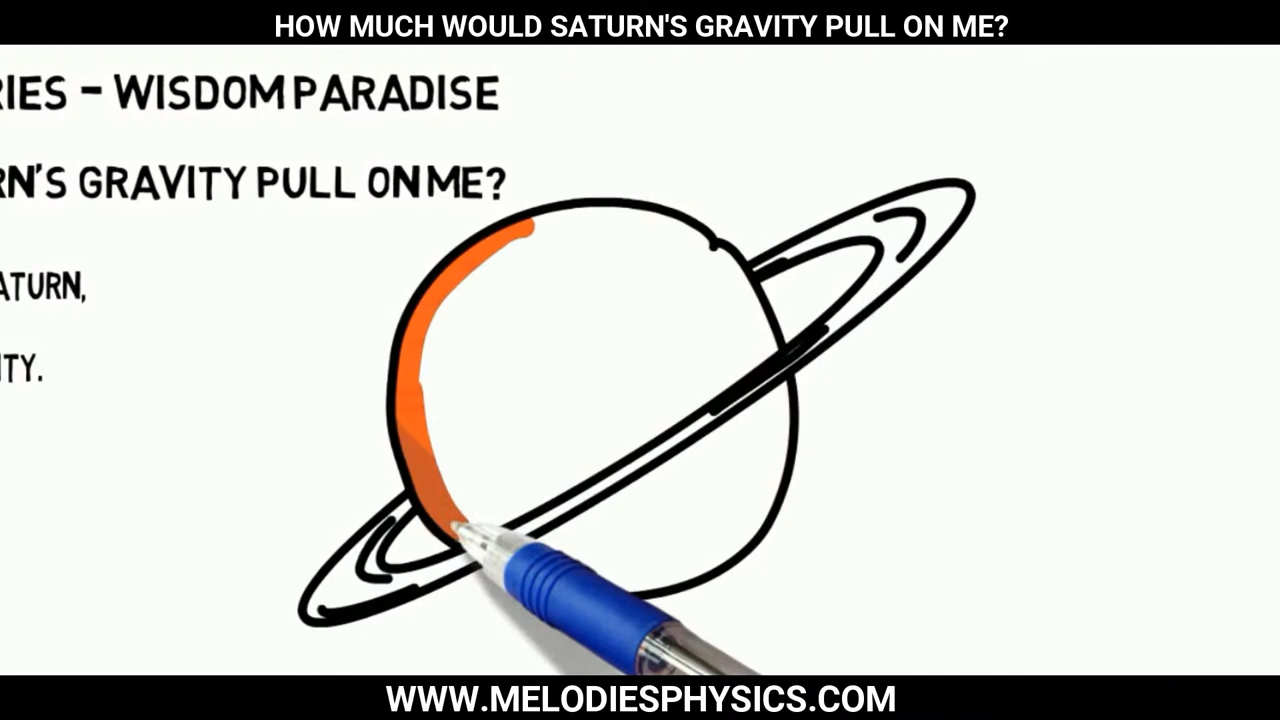 HOW MUCH WOULD SATURN'S GRAVITY PULL ON ME?
RIES - WISDOM PARADISE
RN'S GRAVITY PULL ON ME?
ATURN,
ITY.
WWW.MELODIESPHYSICS.COM